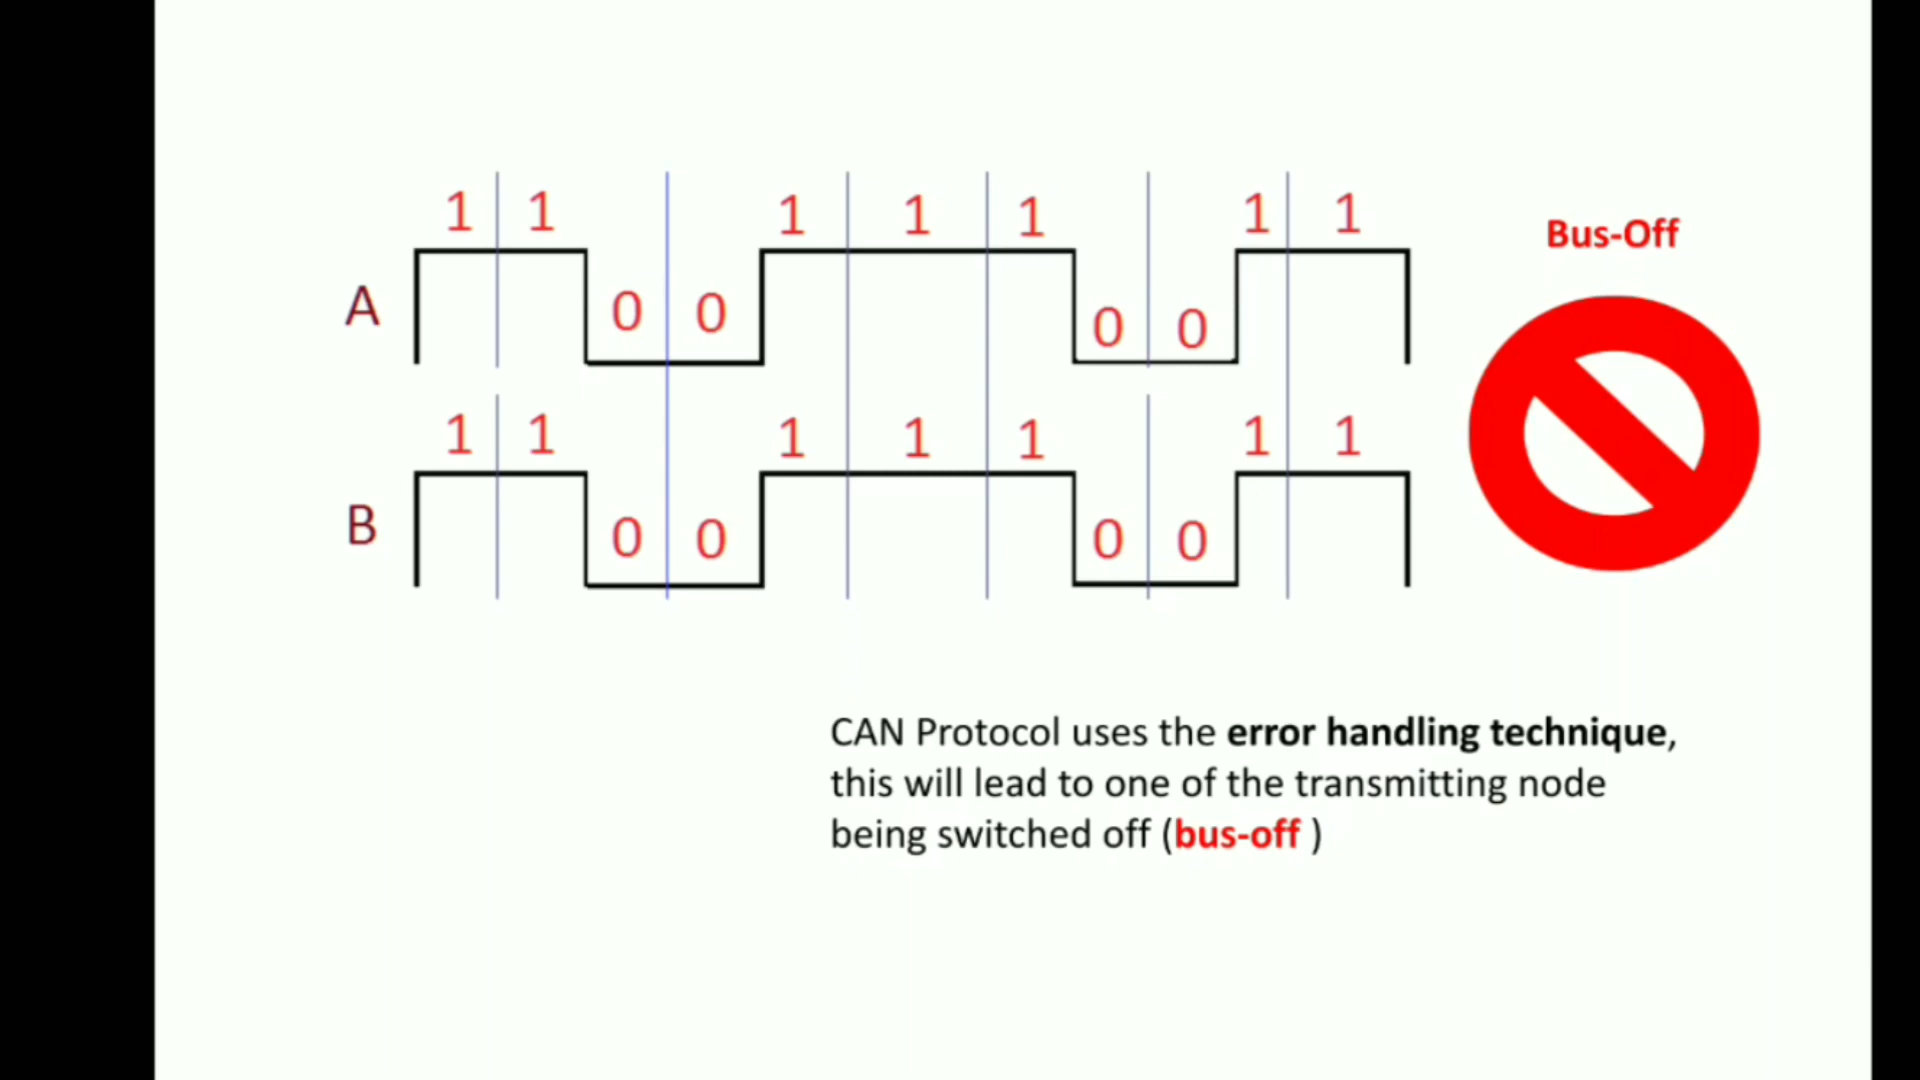 1 1 1 1 1 1 1
Bus-Off
A
0 0 0 0
1 1 1 1 1 1 1
B
0 0 0 0
CAN Protocol uses the error handling technique,
this will lead to one of the transmitting node
being switched off (bus-off )